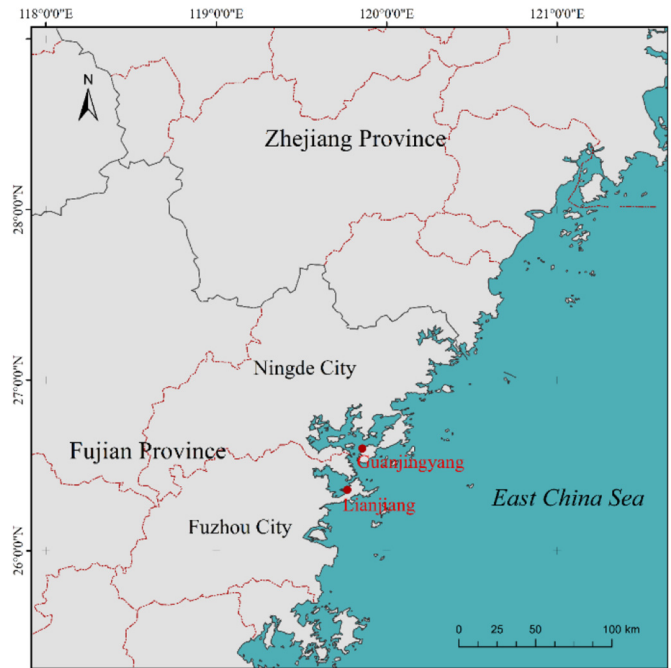 118°0'0"E 119°0'0"E 120°0'0"E 121°0'0"E
N
Zhejiang Province
28°0'0"N
27°0'0"N
Ningde City
Fujian Province
Guanjingyang
Lianjiang
East China Sea
Fuzhou City
26°0'0"N
0 25 50 100 km